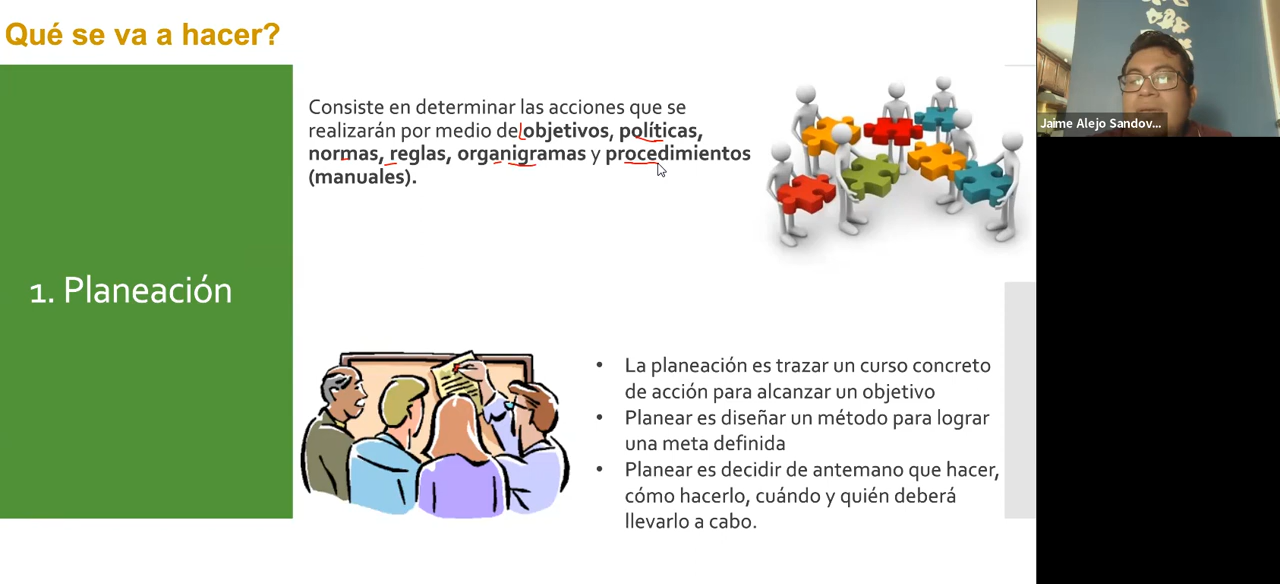 Qué se va a hacer?
Consiste en determinar las acciones que se
realizarán por medio de objetivos, políticas,
normas, reglas, organigramas y procedimientos
(manuales).
Jaime Alejo Sandov...
1. Planeación
• La planeación es trazar un curso concreto
de acción para alcanzar un objetivo
• Planear es diseñar un método para lograr
una meta definida
• Planear es decidir de antemano que hacer,
cómo hacerlo, cuándo y quién deberá
llevarlo a cabo.